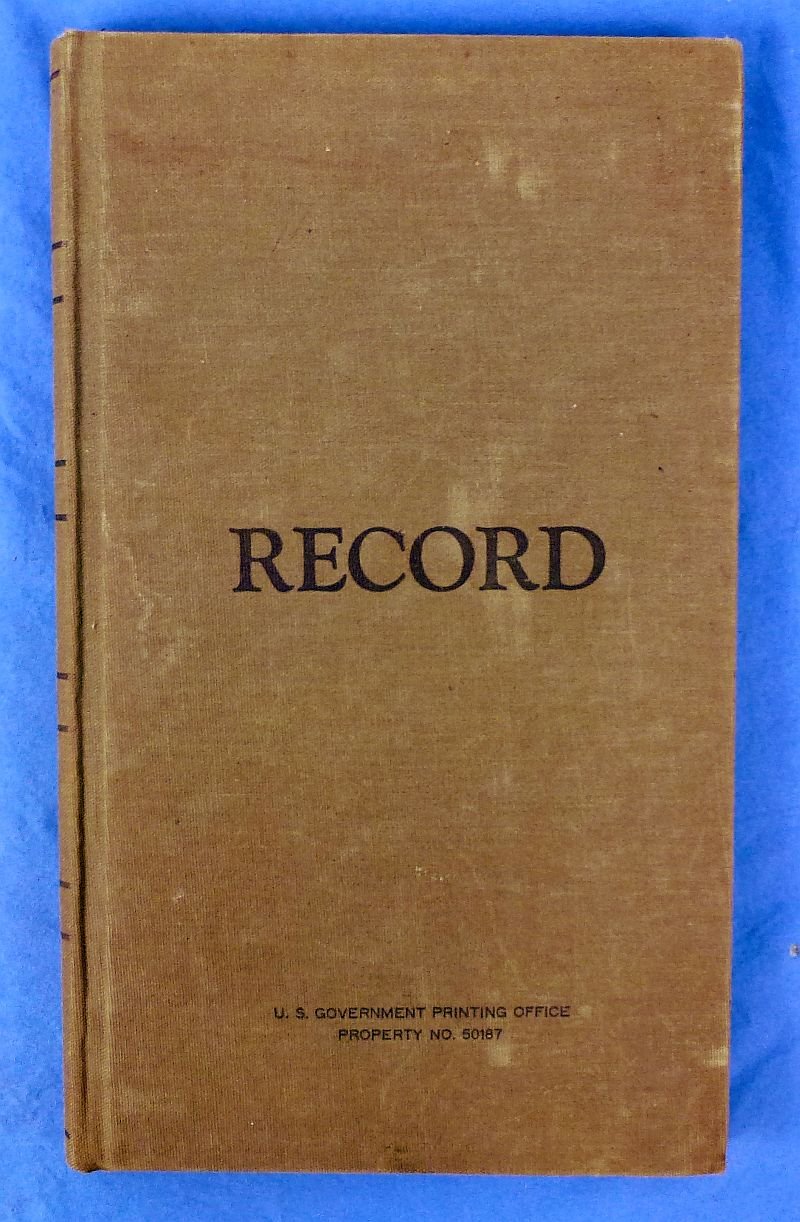 RECORD
U. S. GOVERNMENT PRINTING OFFICE
PROPERTY NO. 50187